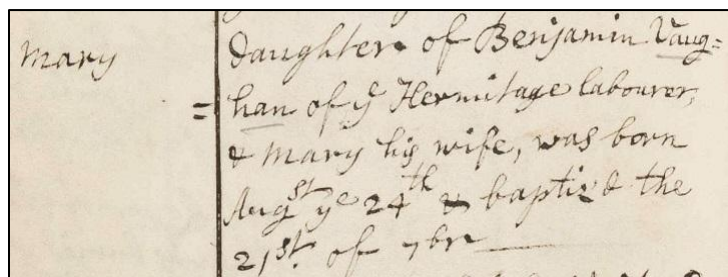 Mary
daughter of Benjamin Vaug=
= han of ye Hermitage labourer,
& Mary his wife, was born
Augst ye 24th & baptiz'd the
21st. of 7br